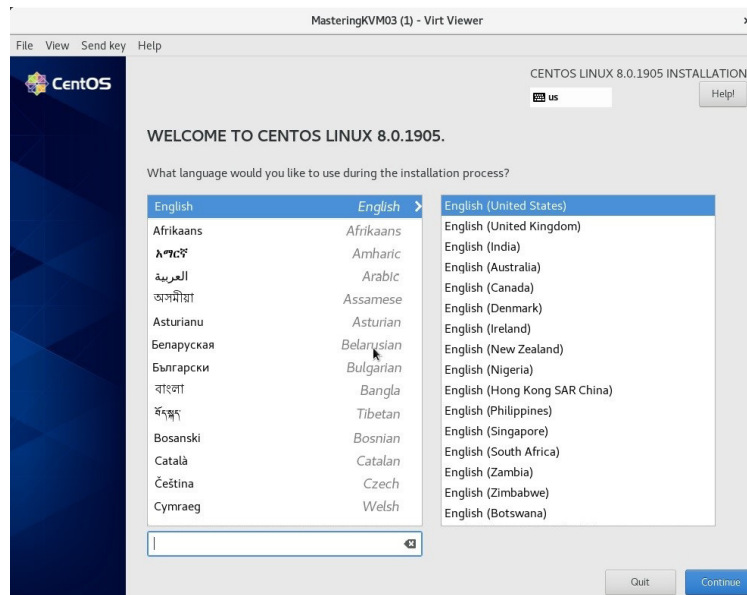 MasteringKVM03 (1) - Virt Viewer
File View Send key Help
CentOS
CENTOS LINUX 8.0.1905 INSTALLATION
us
Help!
WELCOME TO CENTOS LINUX 8.0.1905.
What language would you like to use during the installation process?
English English
Afrikaans Afrikaans
አማርኛ Amharic
العربية Arabic
অসমীয়া Assamese
Asturianu Asturian
Беларуская Belarusian
Български Bulgarian
বাংলা Bangla
བོད་སྐད་ Tibetan
Bosanski Bosnian
Català Catalan
Čeština Czech
Cymraeg Welsh
English (United States)
English (United Kingdom)
English (India)
English (Australia)
English (Canada)
English (Denmark)
English (Ireland)
English (New Zealand)
English (Nigeria)
English (Hong Kong SAR China)
English (Philippines)
English (Singapore)
English (South Africa)
English (Zambia)
English (Zimbabwe)
English (Botswana)
Quit
Continue